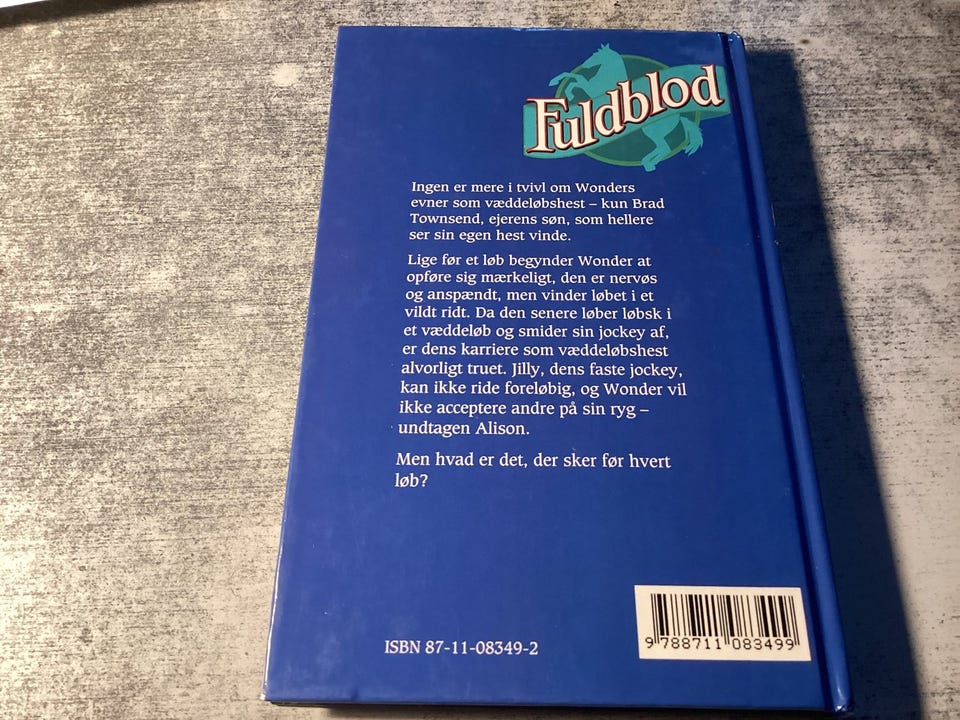 Fuldblod
Ingen er mere i tvivl om Wonders
evner som væddeløbshest – kun Brad
Townsend, ejerens søn, som hellere
ser sin egen hest vinde.
Lige før et løb begynder Wonder at
opføre sig mærkeligt, den er nervøs
og anspændt, men vinder løbet i et
vildt ridt. Da den senere løber løbsk i
et væddeløb og smider sin jockey af,
er dens karriere som væddeløbshest
alvorligt truet. Jilly, dens faste jockey,
kan ikke ride foreløbig, og Wonder vil
ikke acceptere andre på sin ryg –
undtagen Alison.
Men hvad er det, der sker før hvert
løb?
ISBN 87-11-08349-2
9 788711 083499